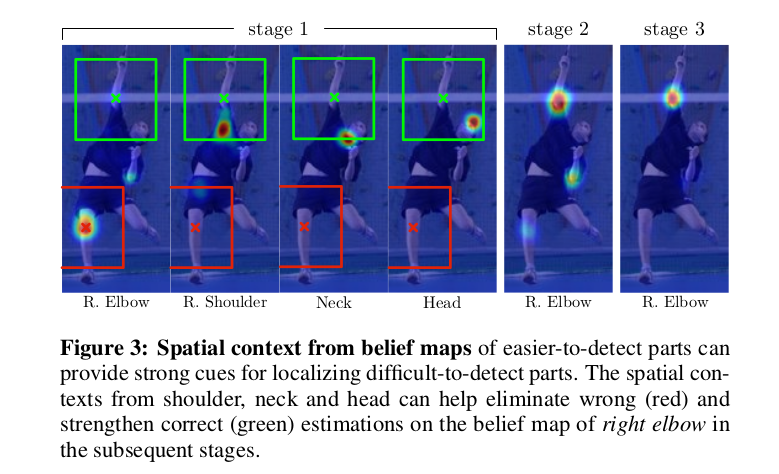 stage 1 stage 2 stage 3
R. Elbow R. Shoulder Neck Head R. Elbow R. Elbow
Figure 3: Spatial context from belief maps of easier-to-detect parts can
provide strong cues for localizing difficult-to-detect parts. The spatial con-
texts from shoulder, neck and head can help eliminate wrong (red) and
strengthen correct (green) estimations on the belief map of right elbow in
the subsequent stages.